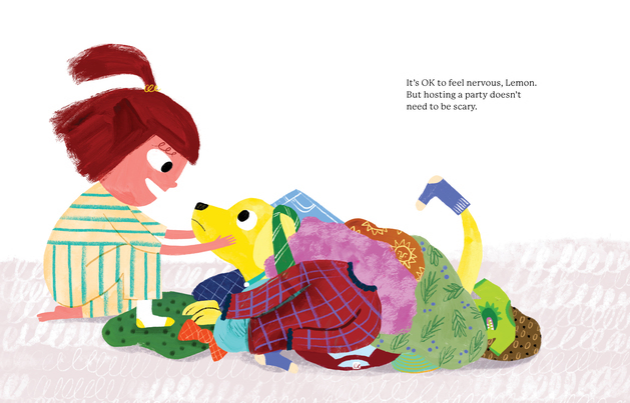 It's OK to feel nervous, Lemon.
But hosting a party doesn't
need to be scary.